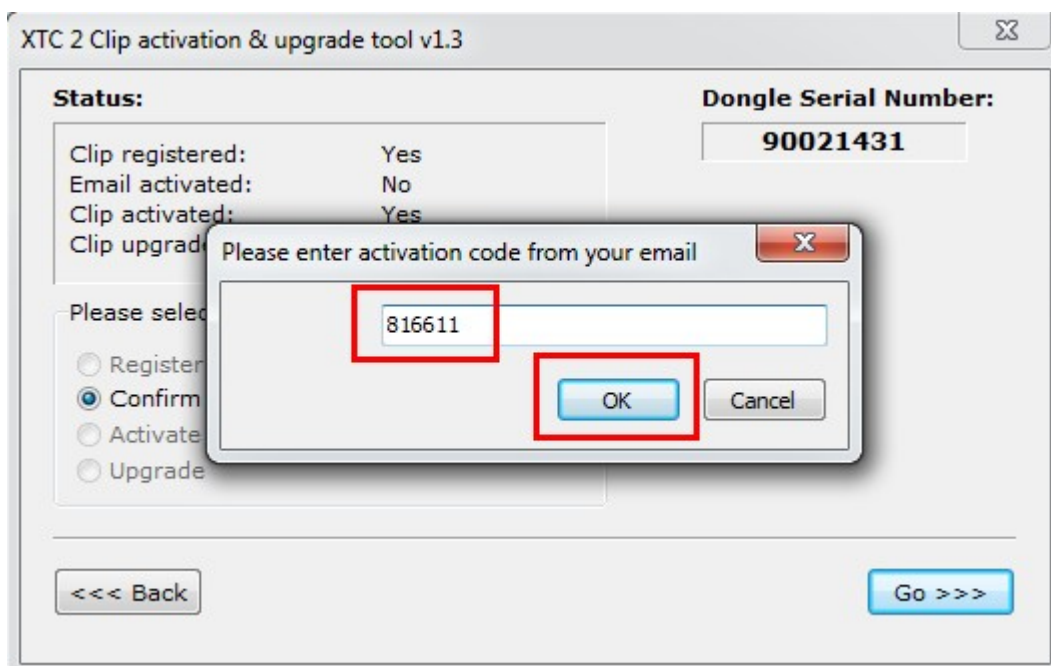 XTC 2 Clip activation & upgrade tool v1.3
Status:
Dongle Serial Number:
90021431
Clip registered: Yes
Email activated: No
Clip activated: Yes
Clip upgrad
Please enter activation code from your email
816611
OK
Cancel
Please selec
Register
Confirm
Activate
Upgrade
<<< Back
Go >>>